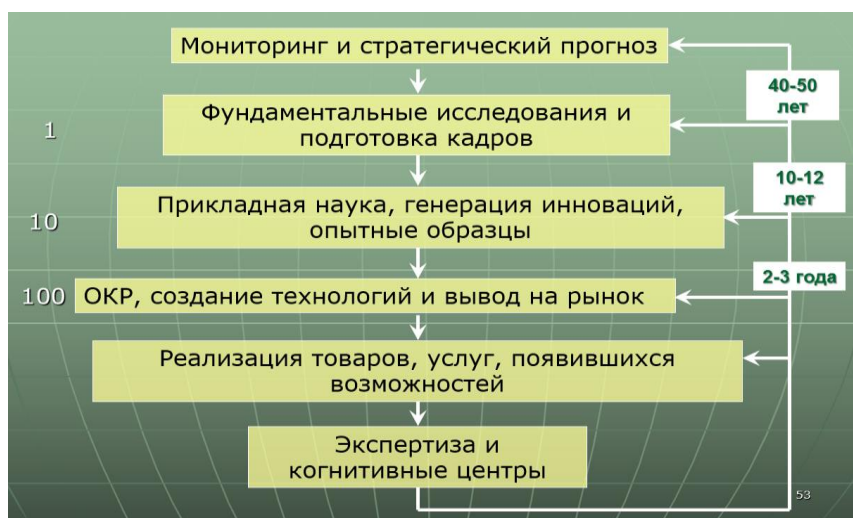 Мониторинг и стратегический прогноз
40-50
лет
1
Фундаментальные исследования и
подготовка кадров
10-12
лет
10
Прикладная наука, генерация инноваций,
опытные образцы
2-3 года
100
ОКР, создание технологий и вывод на рынок
Реализация товаров, услуг, появившихся
возможностей
Экспертиза и
когнитивные центры
53